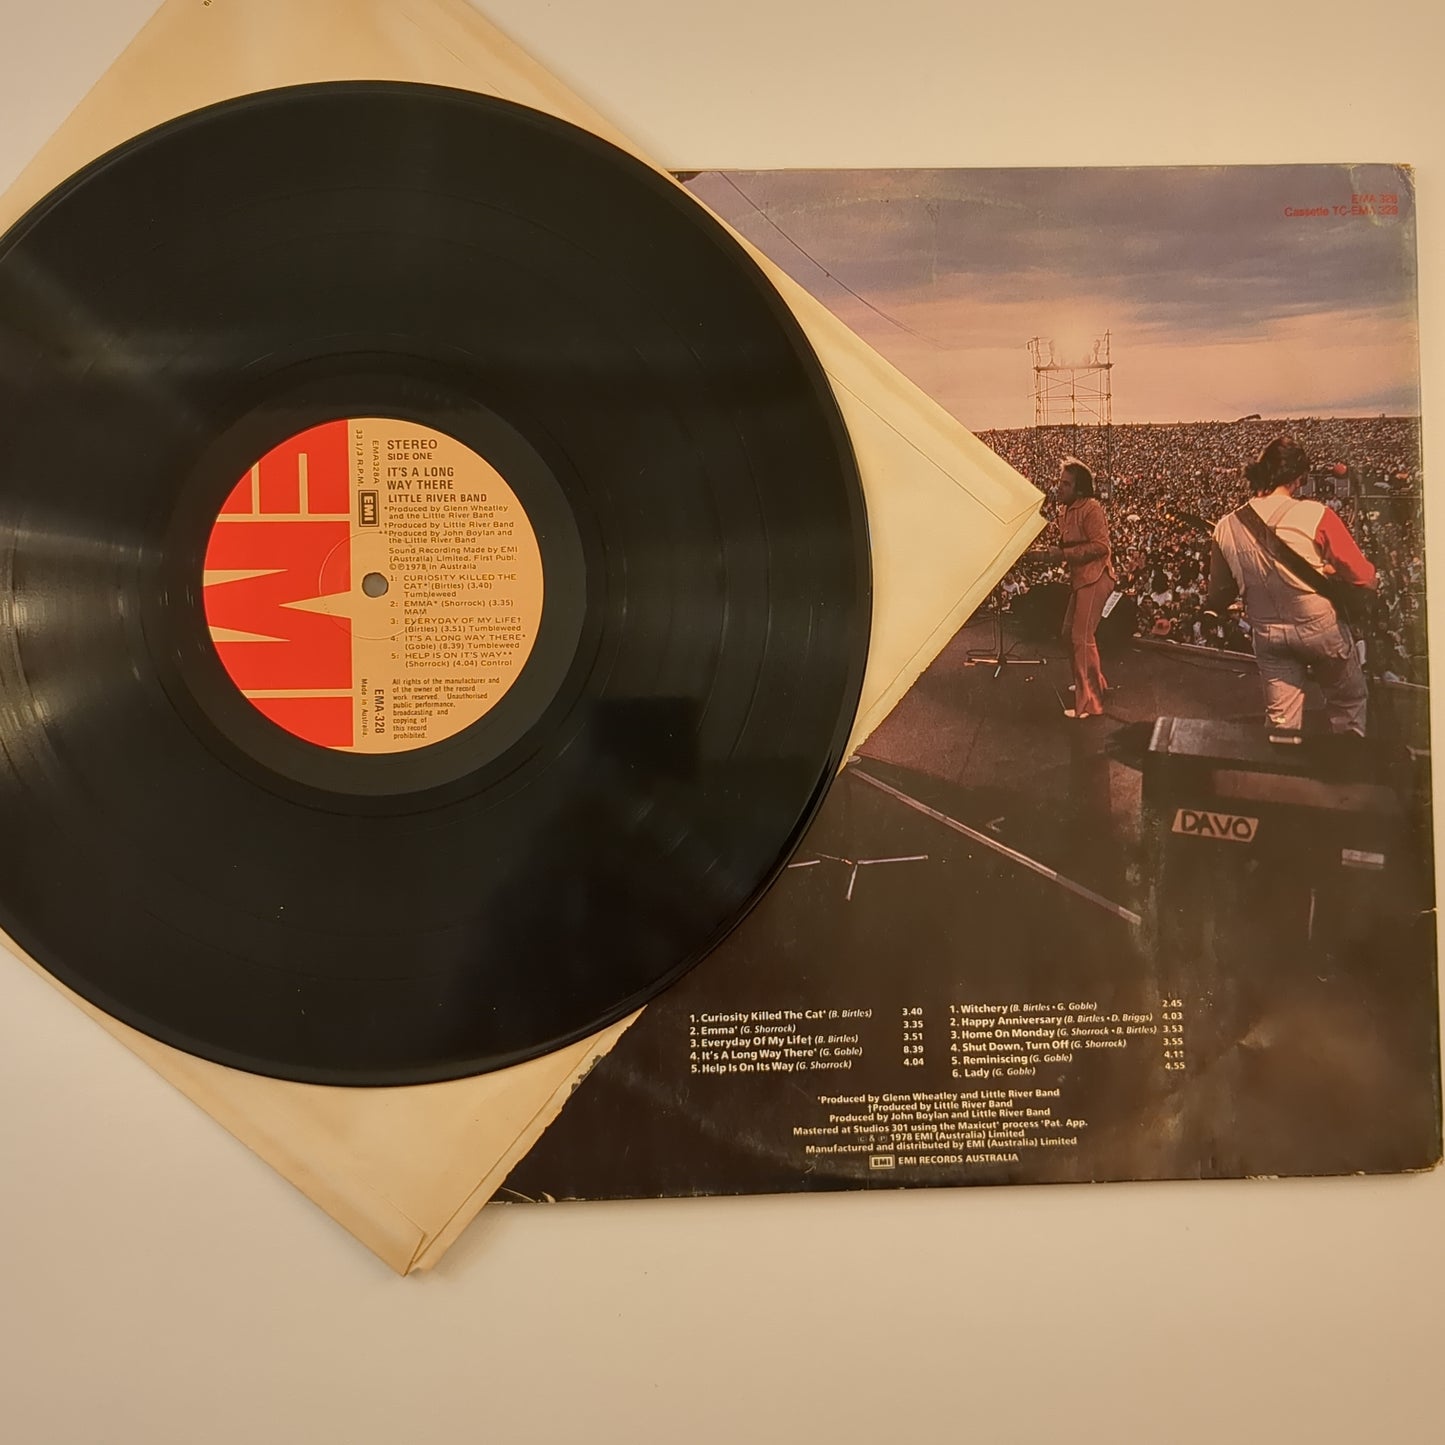 EMI
33 1/3 R.P.M.
EMA328A
EMI
STEREO
SIDE ONE
IT'S A LONG
WAY THERE
LITTLE RIVER BAND
*Produced by Glenn Wheatley
and the Little River Band
†Produced by Little River Band
**Produced by John Boylan and
the Little River Band
Sound Recording Made by EMI
(Australia) Limited. First Publ.
©℗1978 in Australia
1: CURIOSITY KILLED THE
CAT* (Birtles) (3.40)
Tumbleweed
2: EMMA* (Shorrock) (3.35)
MAM
3: EVERYDAY OF MY LIFE†
(Birtles) (3.51) Tumbleweed
4: IT'S A LONG WAY THERE*
(Goble) (8.39) Tumbleweed
5: HELP IS ON IT'S WAY**
(Shorrock) (4.04) Control
All rights of the manufacturer and
of the owner of the record
work reserved. Unauthorised
public performance,
broadcasting and
copying of
this record
prohibited.
EMA-328
Made in Australia.
EMA 328
Cassette TC-EMA 328
DAVO
1. Curiosity Killed The Cat* (B. Birtles) 3.40
2. Emma* (G. Shorrock) 3.35
3. Everyday Of My Life† (B. Birtles) 3.51
4. It's A Long Way There* (G. Goble) 8.39
5. Help Is On Its Way (G. Shorrock) 4.04
1. Witchery (B. Birtles • G. Goble) 2.45
2. Happy Anniversary (B. Birtles • D. Briggs) 4.03
3. Home On Monday (G. Shorrock • B. Birtles) 3.53
4. Shut Down, Turn Off (G. Shorrock) 3.55
5. Reminiscing (G. Goble)
6. Lady (G. Goble) 4.55
*Produced by Glenn Wheatley and Little River Band
†Produced by Little River Band
Produced by John Boylan and Little River Band
Mastered at Studios 301 using the Maxicut' process 'Pat. App.
© & ℗ 1978 EMI (Australia) Limited
Manufactured and distributed by EMI (Australia) Limited
EMI EMI RECORDS AUSTRALIA